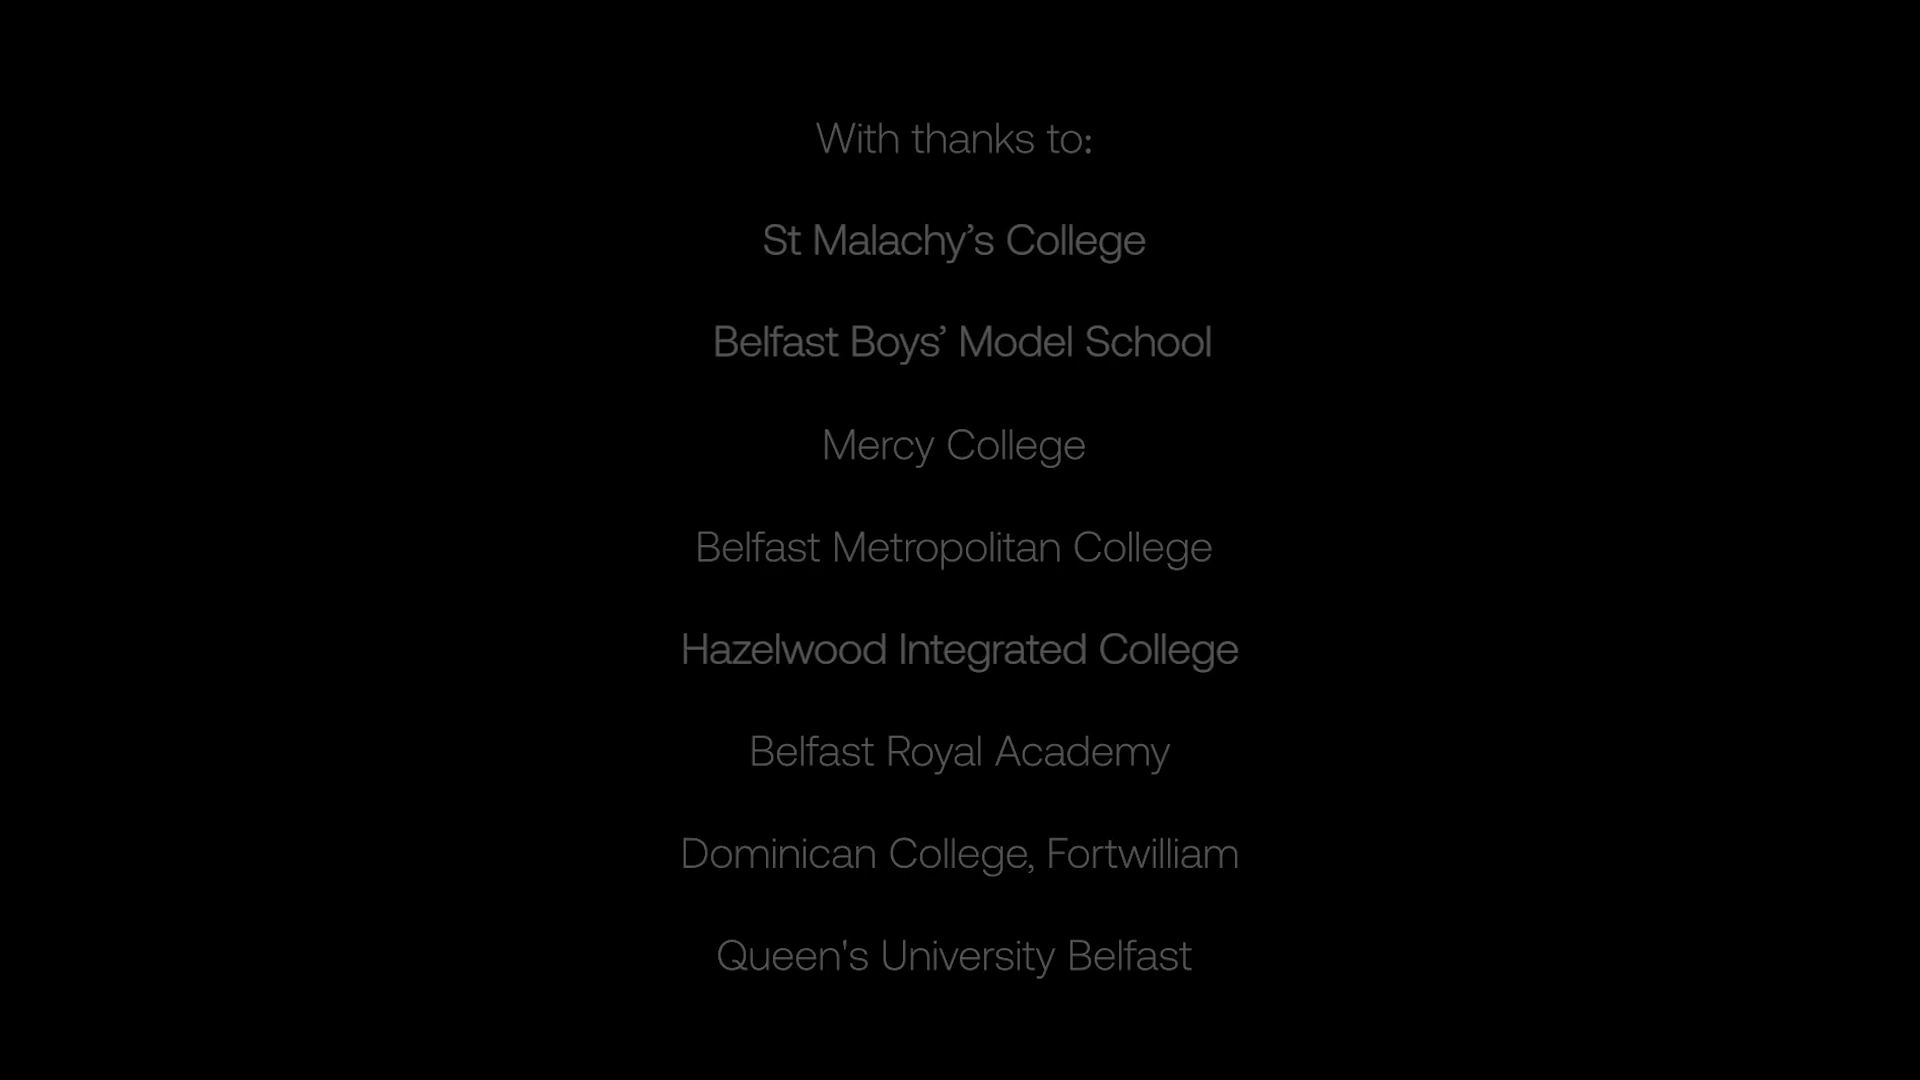 With thanks to:
St Malachy’s College
Belfast Boys’ Model School
Mercy College
Belfast Metropolitan College
Hazelwood Integrated College
Belfast Royal Academy
Dominican College, Fortwilliam
Queen's University Belfast